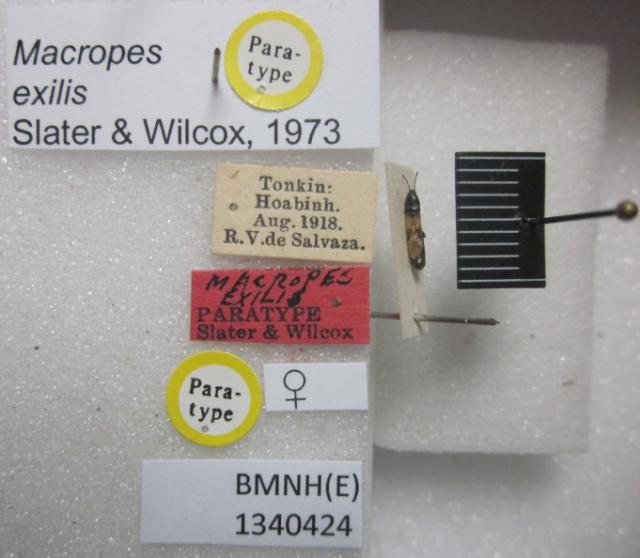 Macropes
exilis
Slater & Wilcox, 1973
Para-
type
Tonkin:
Hoabinh.
Aug. 1918.
R.V.de Salvaza.
MACROPES
EXILIS
PARATYPE
Slater & Wilcox
Para-
type
♀
BMNH(E)
1340424